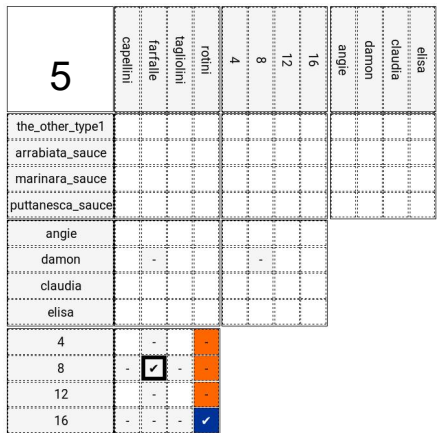 5
capellini farfalle tagliolini rotini 4 8 12 16 angie damon claudia elisa
the_other_type1
arrabiata_sauce
marinara_sauce
puttanesca_sauce
angie
damon - -
claudia
elisa
4 - -
8 - ✔ - -
12 - -
16 - - - ✔